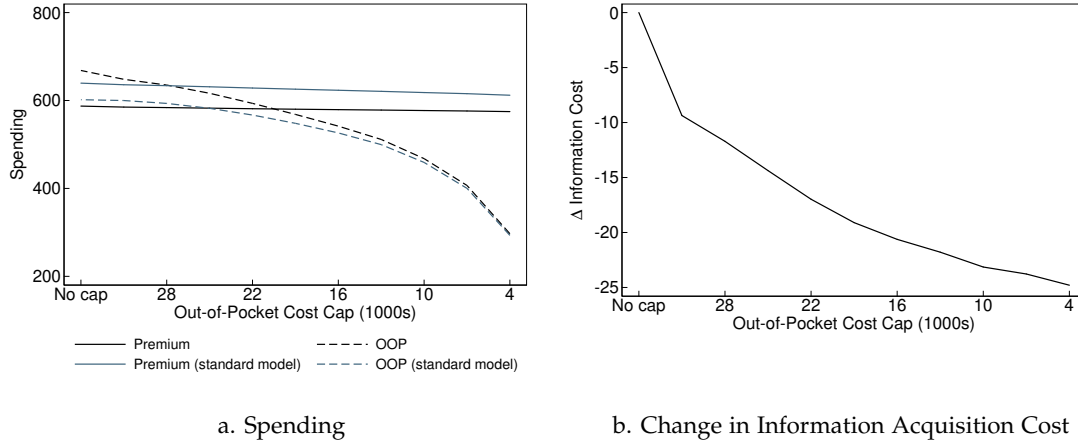 800
600
400
200
Spending
No cap 28 22 16 10 4
Out-of-Pocket Cost Cap (1000s)
Premium OOP
Premium (standard model) OOP (standard model)
a. Spending
0
-5
-10
-15
-20
-25
Δ Information Cost
No cap 28 22 16 10 4
Out-of-Pocket Cost Cap (1000s)
b. Change in Information Acquisition Cost